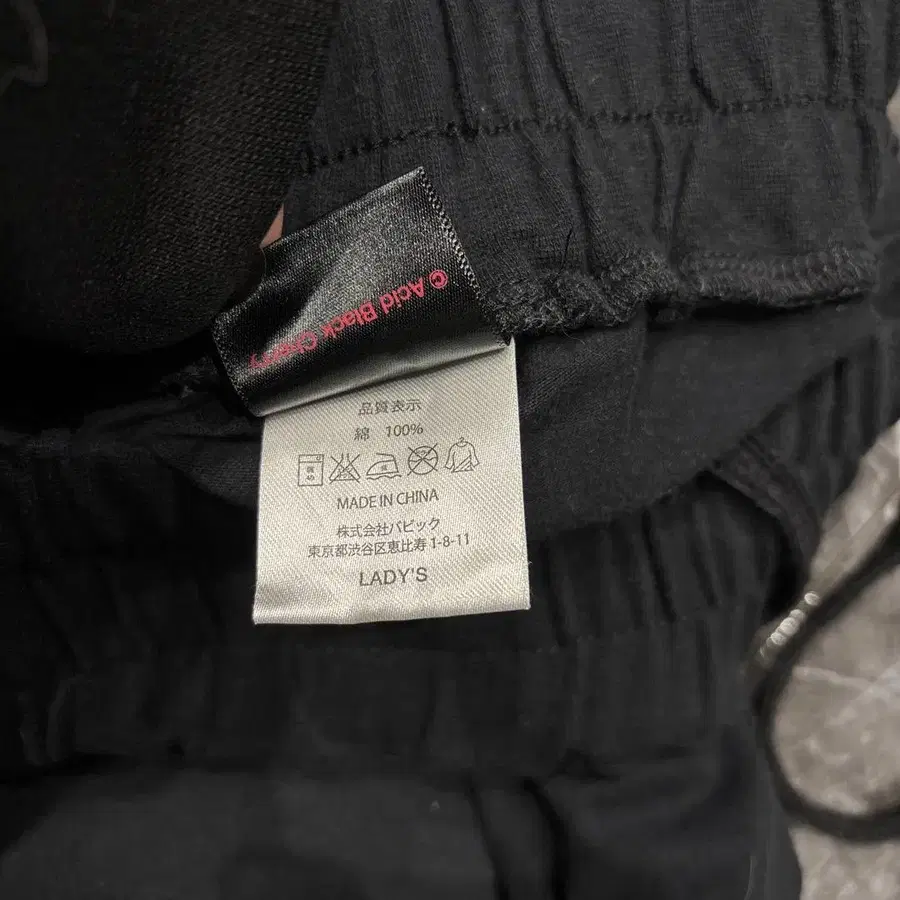 © Acid Black Cherry
品質表示
綿 100%
MADE IN CHINA
株式会社バビック
東京都渋谷区恵比寿1-8-11
LADY'S